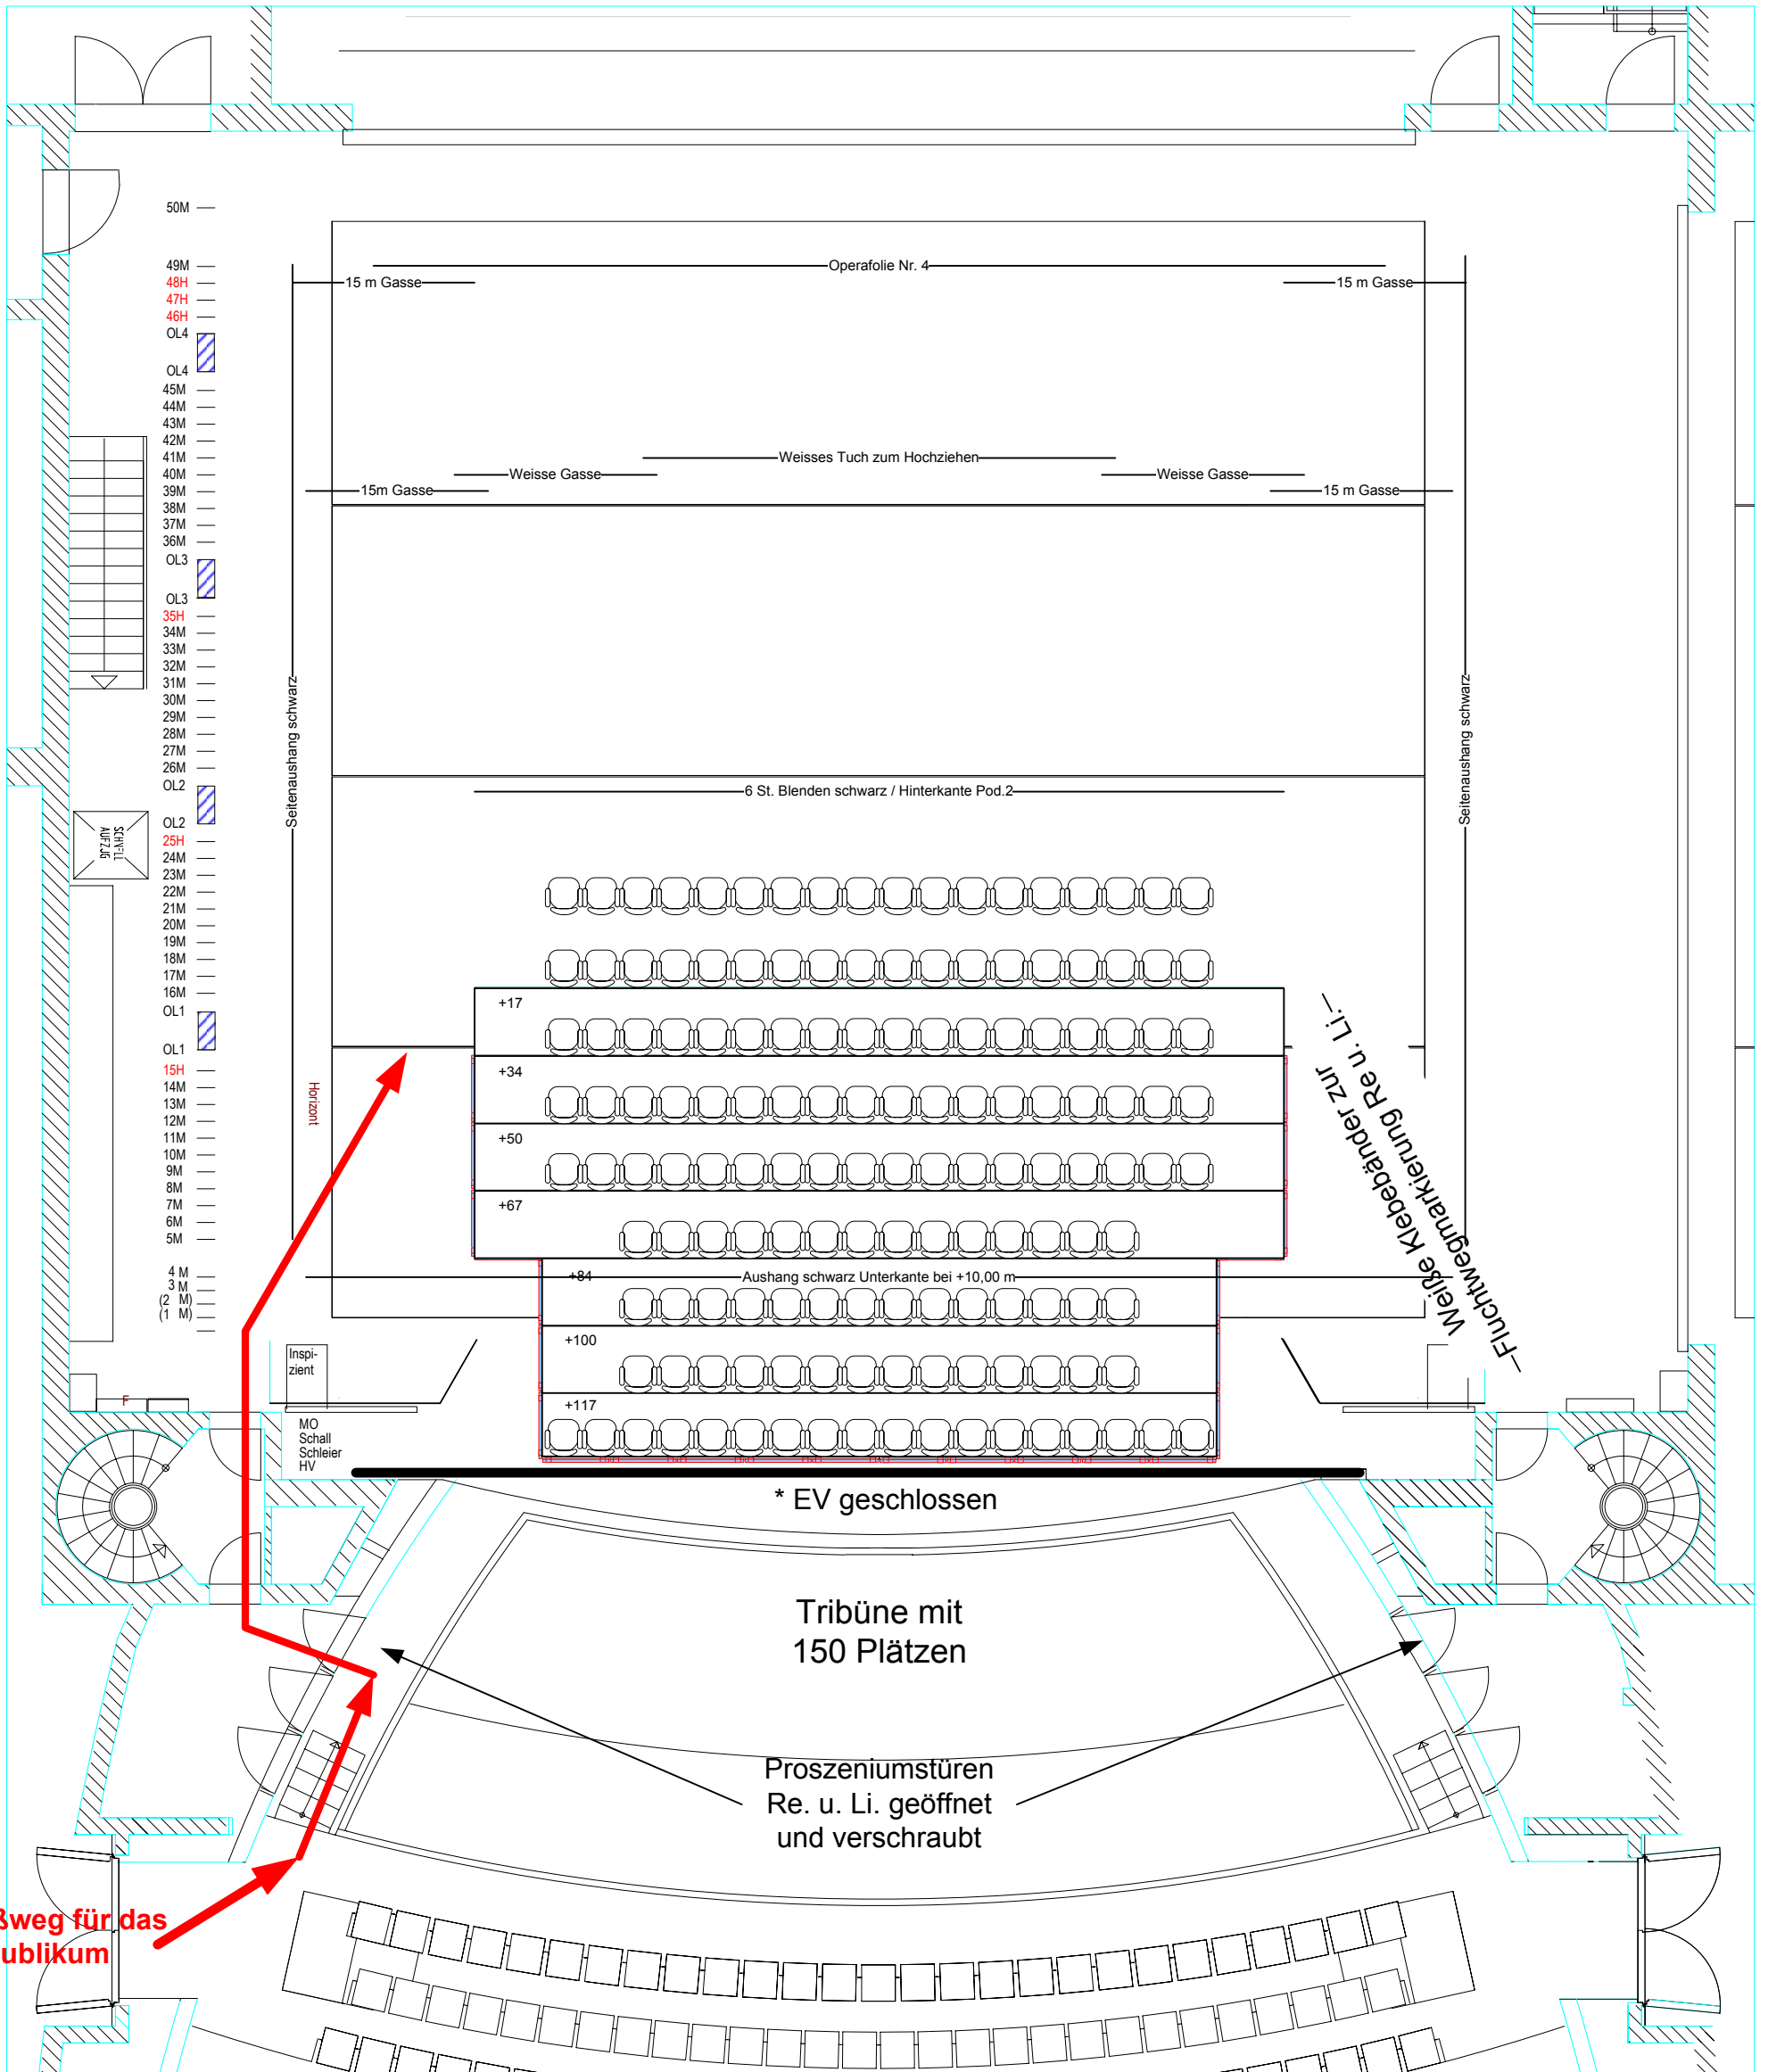 50M
49M
48H
47H
46H
OL4
OL4
45M
44M
43M
42M
41M
40M
39M
38M
37M
36M
OL3
OL3
35H
34M
33M
32M
31M
30M
29M
28M
27M
26M
OL2
OL2
25H
24M
23M
22M
21M
20M
19M
18M
17M
16M
OL1
OL1
15H
14M
13M
12M
11M
10M
9M
8M
7M
6M
5M
4 M
3 M
(2 M)
(1 M)
Operafolie Nr. 4
15 m Gasse
15 m Gasse
Weisses Tuch zum Hochziehen
Weisse Gasse
Weisse Gasse
15m Gasse
15 m Gasse
Seitenaushang schwarz
Seitenaushang schwarz
6 St. Blenden schwarz / Hinterkante Pod.2
AUFZJG
+17
+34
+50
+67
+84
+100
+117
Horizont
Weiße Klebebänder zur
Fluchtwegmarkierung Re u. Li.
Aushang schwarz Unterkante bei +10,00 m
Inspi-
zient
F
MO
Schall
Schleier
HV
* EV geschlossen
Tribüne mit
150 Plätzen
Proszeniumstüren
Re. u. Li. geöffnet
und verschraubt
ßweg für das
ublikum